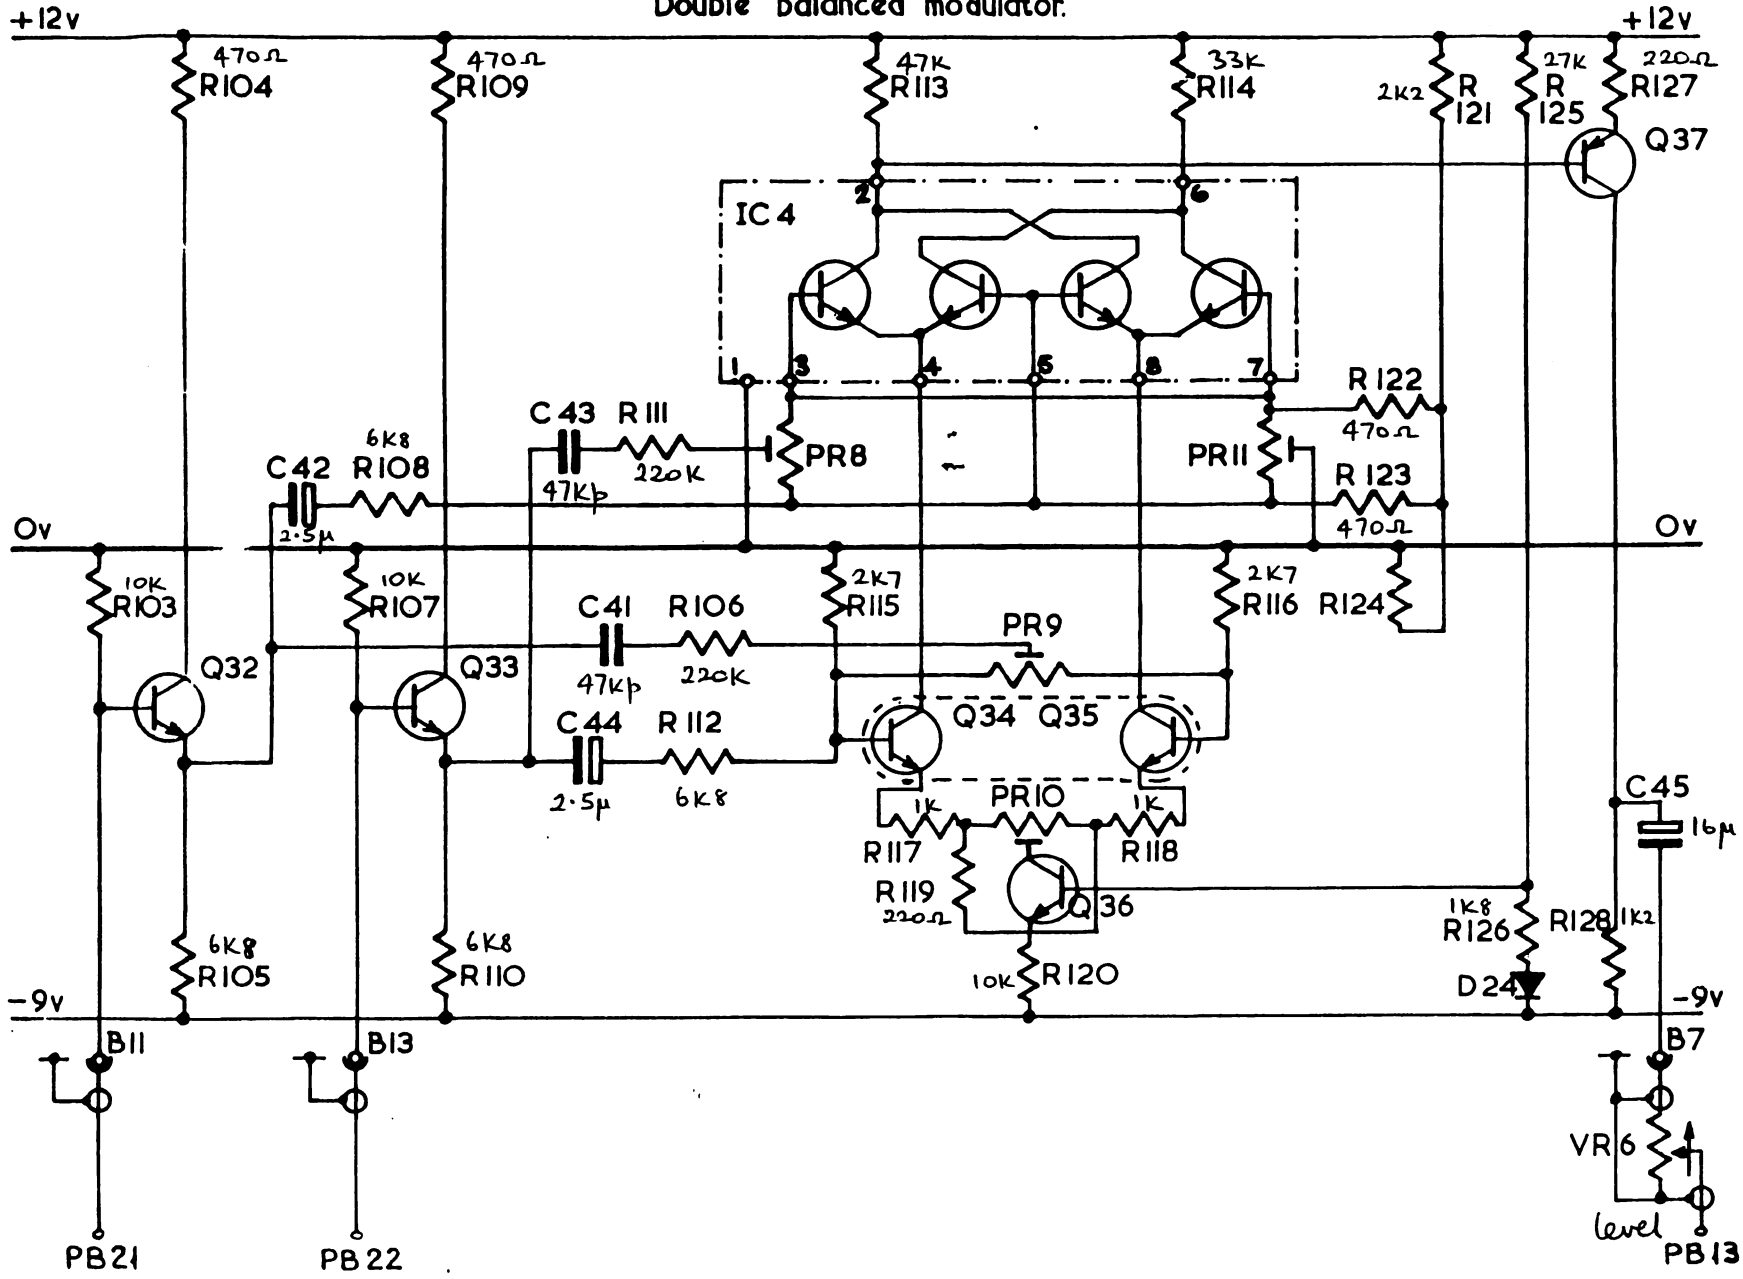 Double balanced modulator.
+12v
+12v
470Ω
R104
470Ω
R109
47K
R113
33K
R114
2K2
R
121
27K
R
125
220Ω
R127
Q37
IC4
2
6
1
3
4
5
8
7
C43
R111
47Kp
220K
PR8
PR11
R122
470Ω
R123
470Ω
C42
6K8
R108
2.5μ
0v
0v
10K
R103
10K
R107
C41
R106
47Kp
220K
2K7
R115
2K7
R116
R124
PR9
Q32
Q33
C44
R112
2.5μ
6K8
Q34
Q35
1K
PR10
1K
R117
R118
R119
220Ω
Q36
C45
16μ
6K8
R105
6K8
R110
10K
R120
1K8
R126
R128
1K2
D24
-9v
-9v
B11
B13
B7
VR6
level
PB21
PB22
PB13